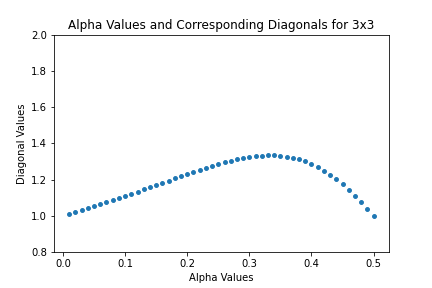 Alpha Values and Corresponding Diagonals for 3x3
Diagonal Values
2.0
1.8
1.6
1.4
1.2
1.0
0.8
0.0 0.1 0.2 0.3 0.4 0.5
Alpha Values